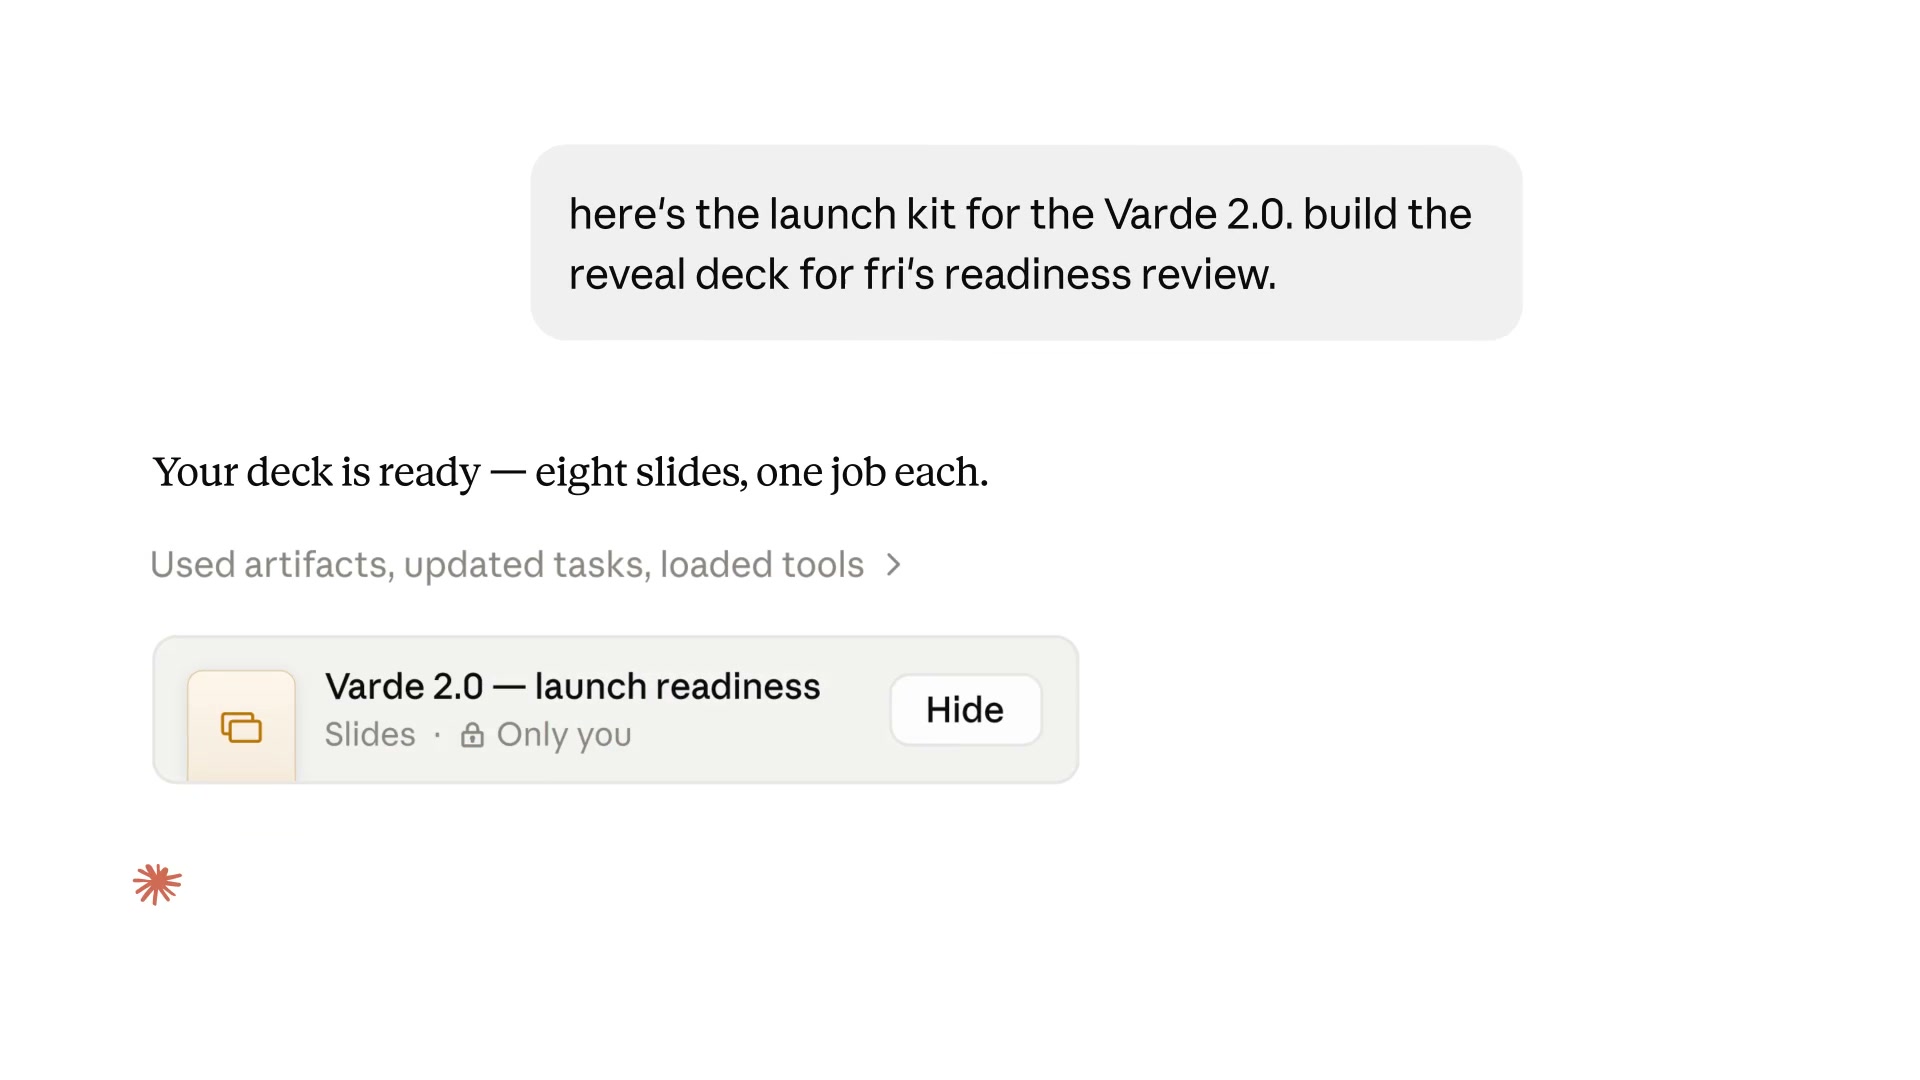 here's the launch kit for the Varde 2.0. build the
reveal deck for fri's readiness review.
Your deck is ready — eight slides, one job each.
Used artifacts, updated tasks, loaded tools
Varde 2.0 — launch readiness
Slides · Only you
Hide